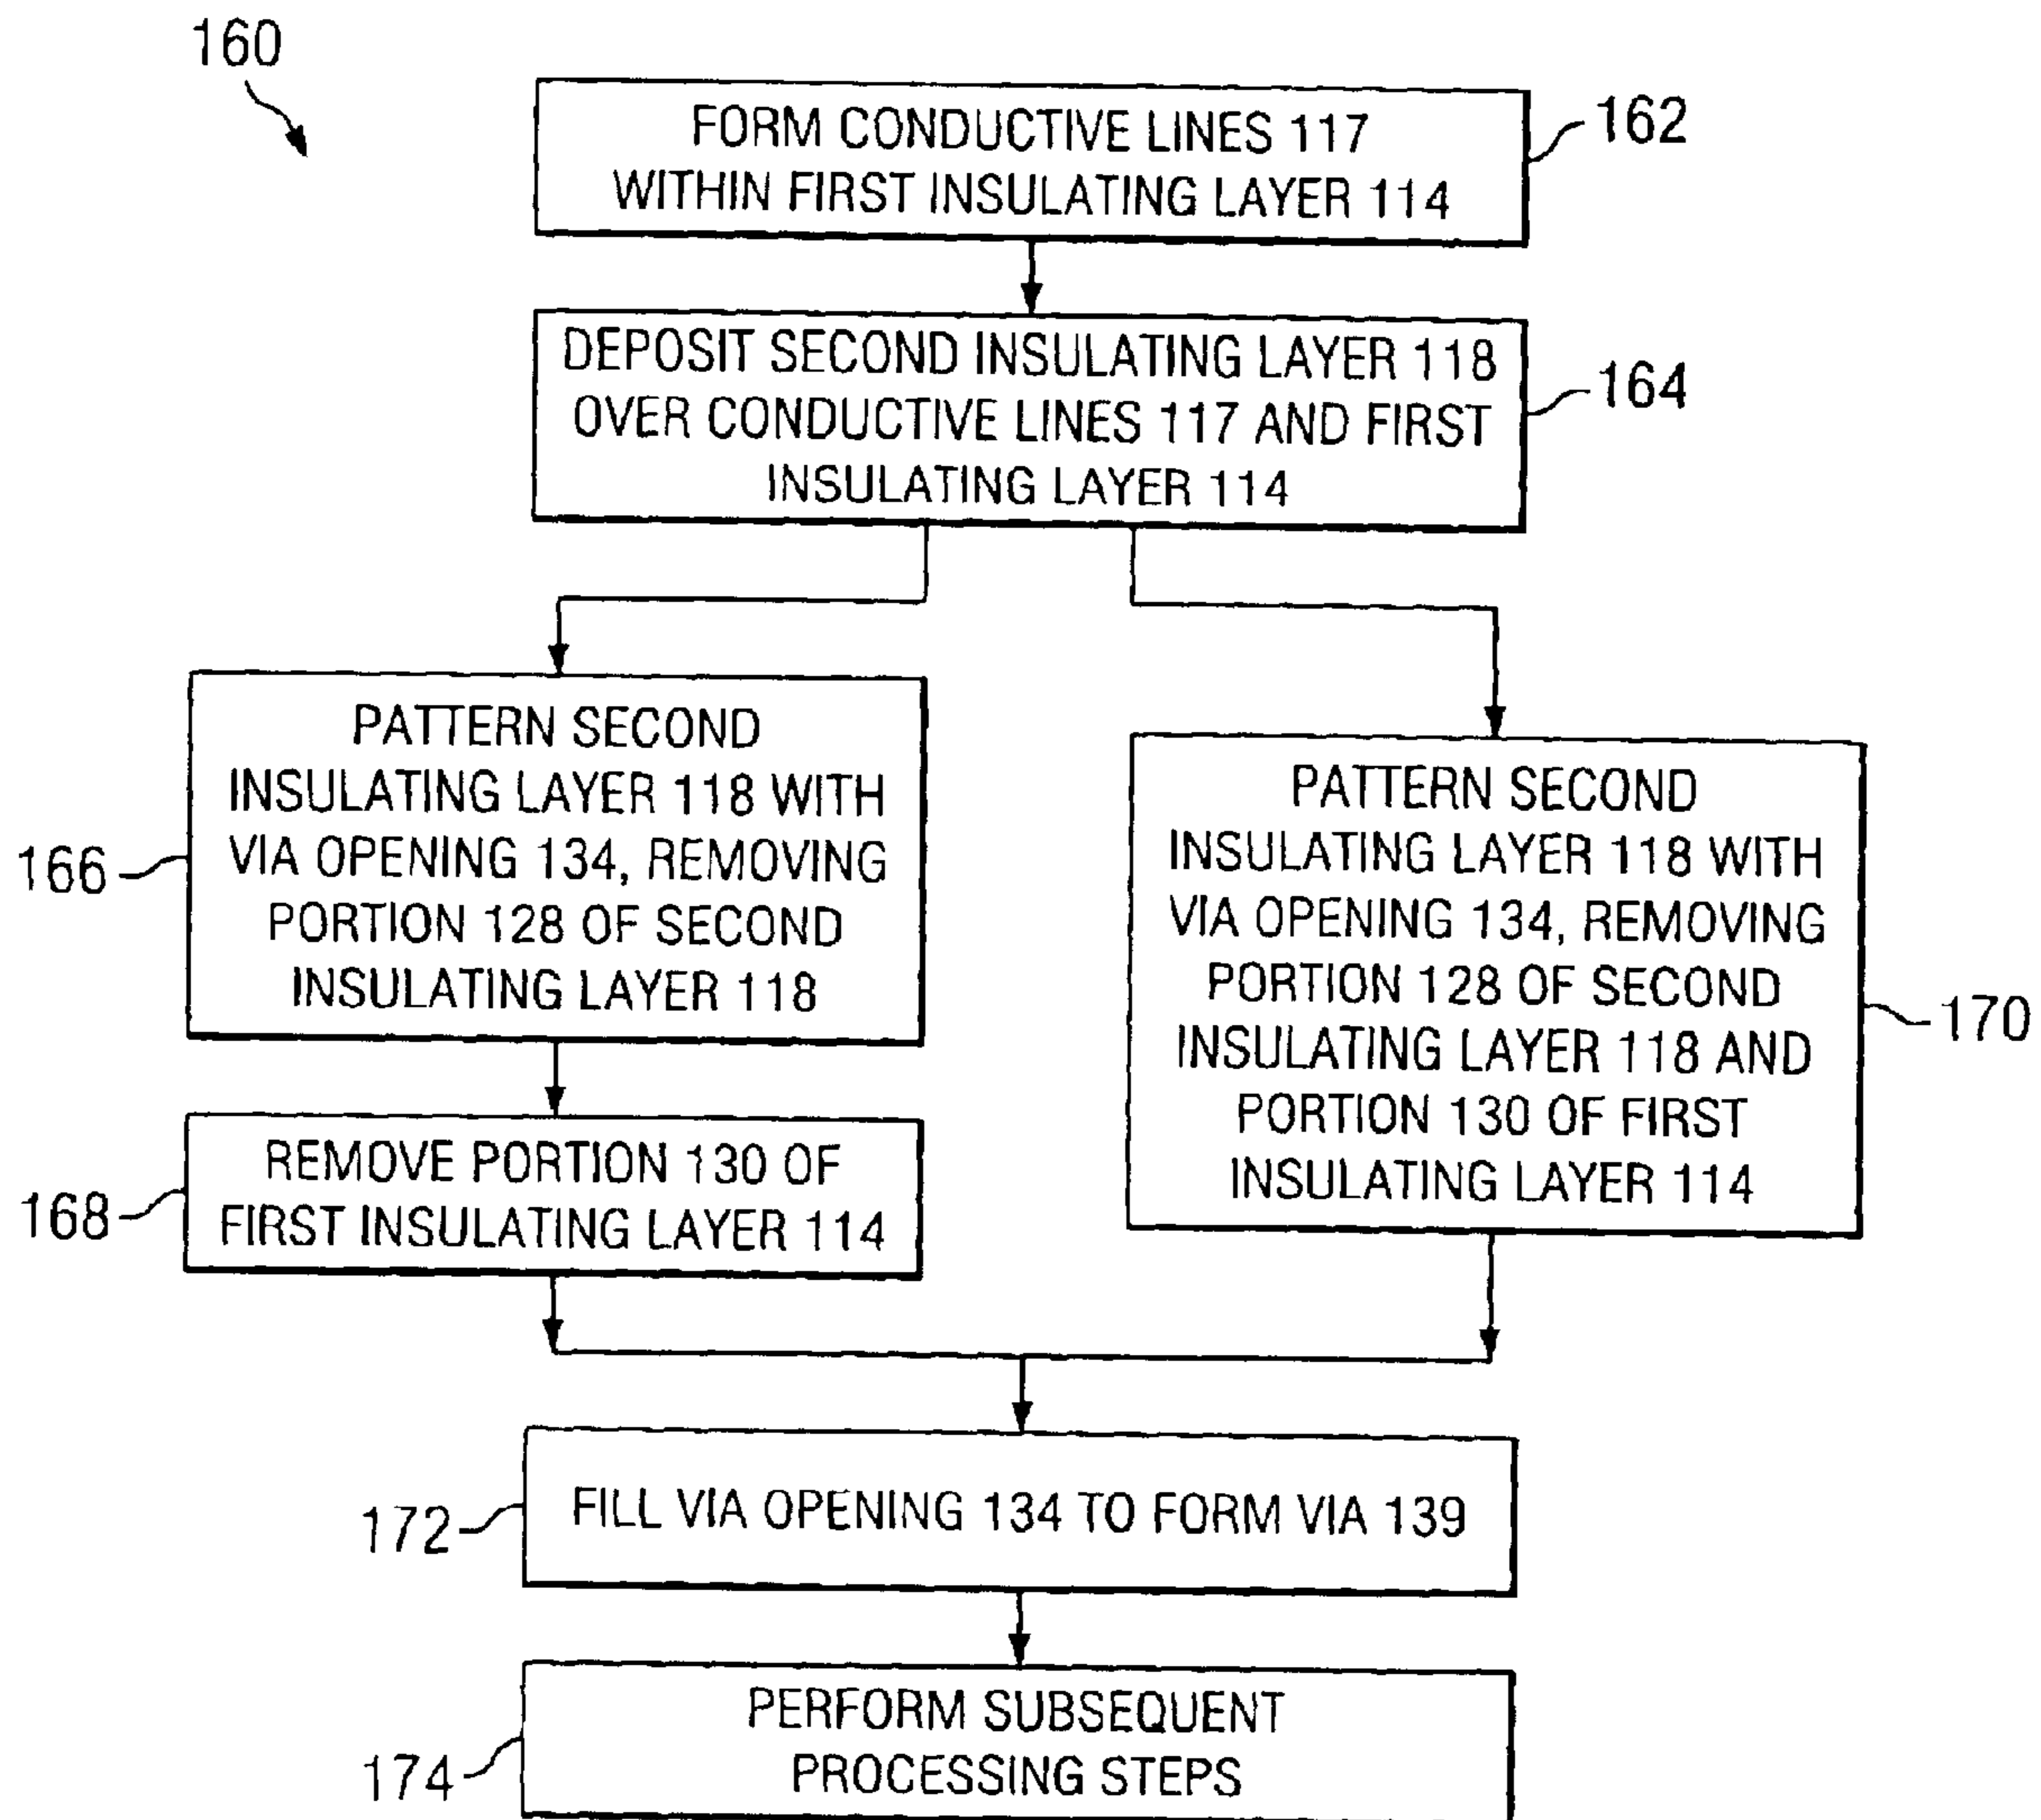 160
FORM CONDUCTIVE LINES 117
WITHIN FIRST INSULATING LAYER 114
162
DEPOSIT SECOND INSULATING LAYER 118
OVER CONDUCTIVE LINES 117 AND FIRST
INSULATING LAYER 114
164
PATTERN SECOND
INSULATING LAYER 118 WITH
VIA OPENING 134, REMOVING
PORTION 128 OF SECOND
INSULATING LAYER 118
166
REMOVE PORTION 130 OF
FIRST INSULATING LAYER 114
168
PATTERN SECOND
INSULATING LAYER 118 WITH
VIA OPENING 134, REMOVING
PORTION 128 OF SECOND
INSULATING LAYER 118 AND
PORTION 130 OF FIRST
INSULATING LAYER 114
170
FILL VIA OPENING 134 TO FORM VIA 139
172
PERFORM SUBSEQUENT
PROCESSING STEPS
174